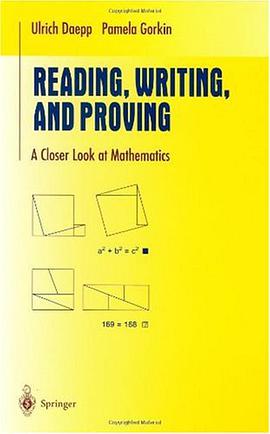 Ulrich Daepp Pamela Gorkin
READING, WRITING,
AND PROVING
A Closer Look at Mathematics
a² + b² = c² ■
169 = 168 ?
Springer